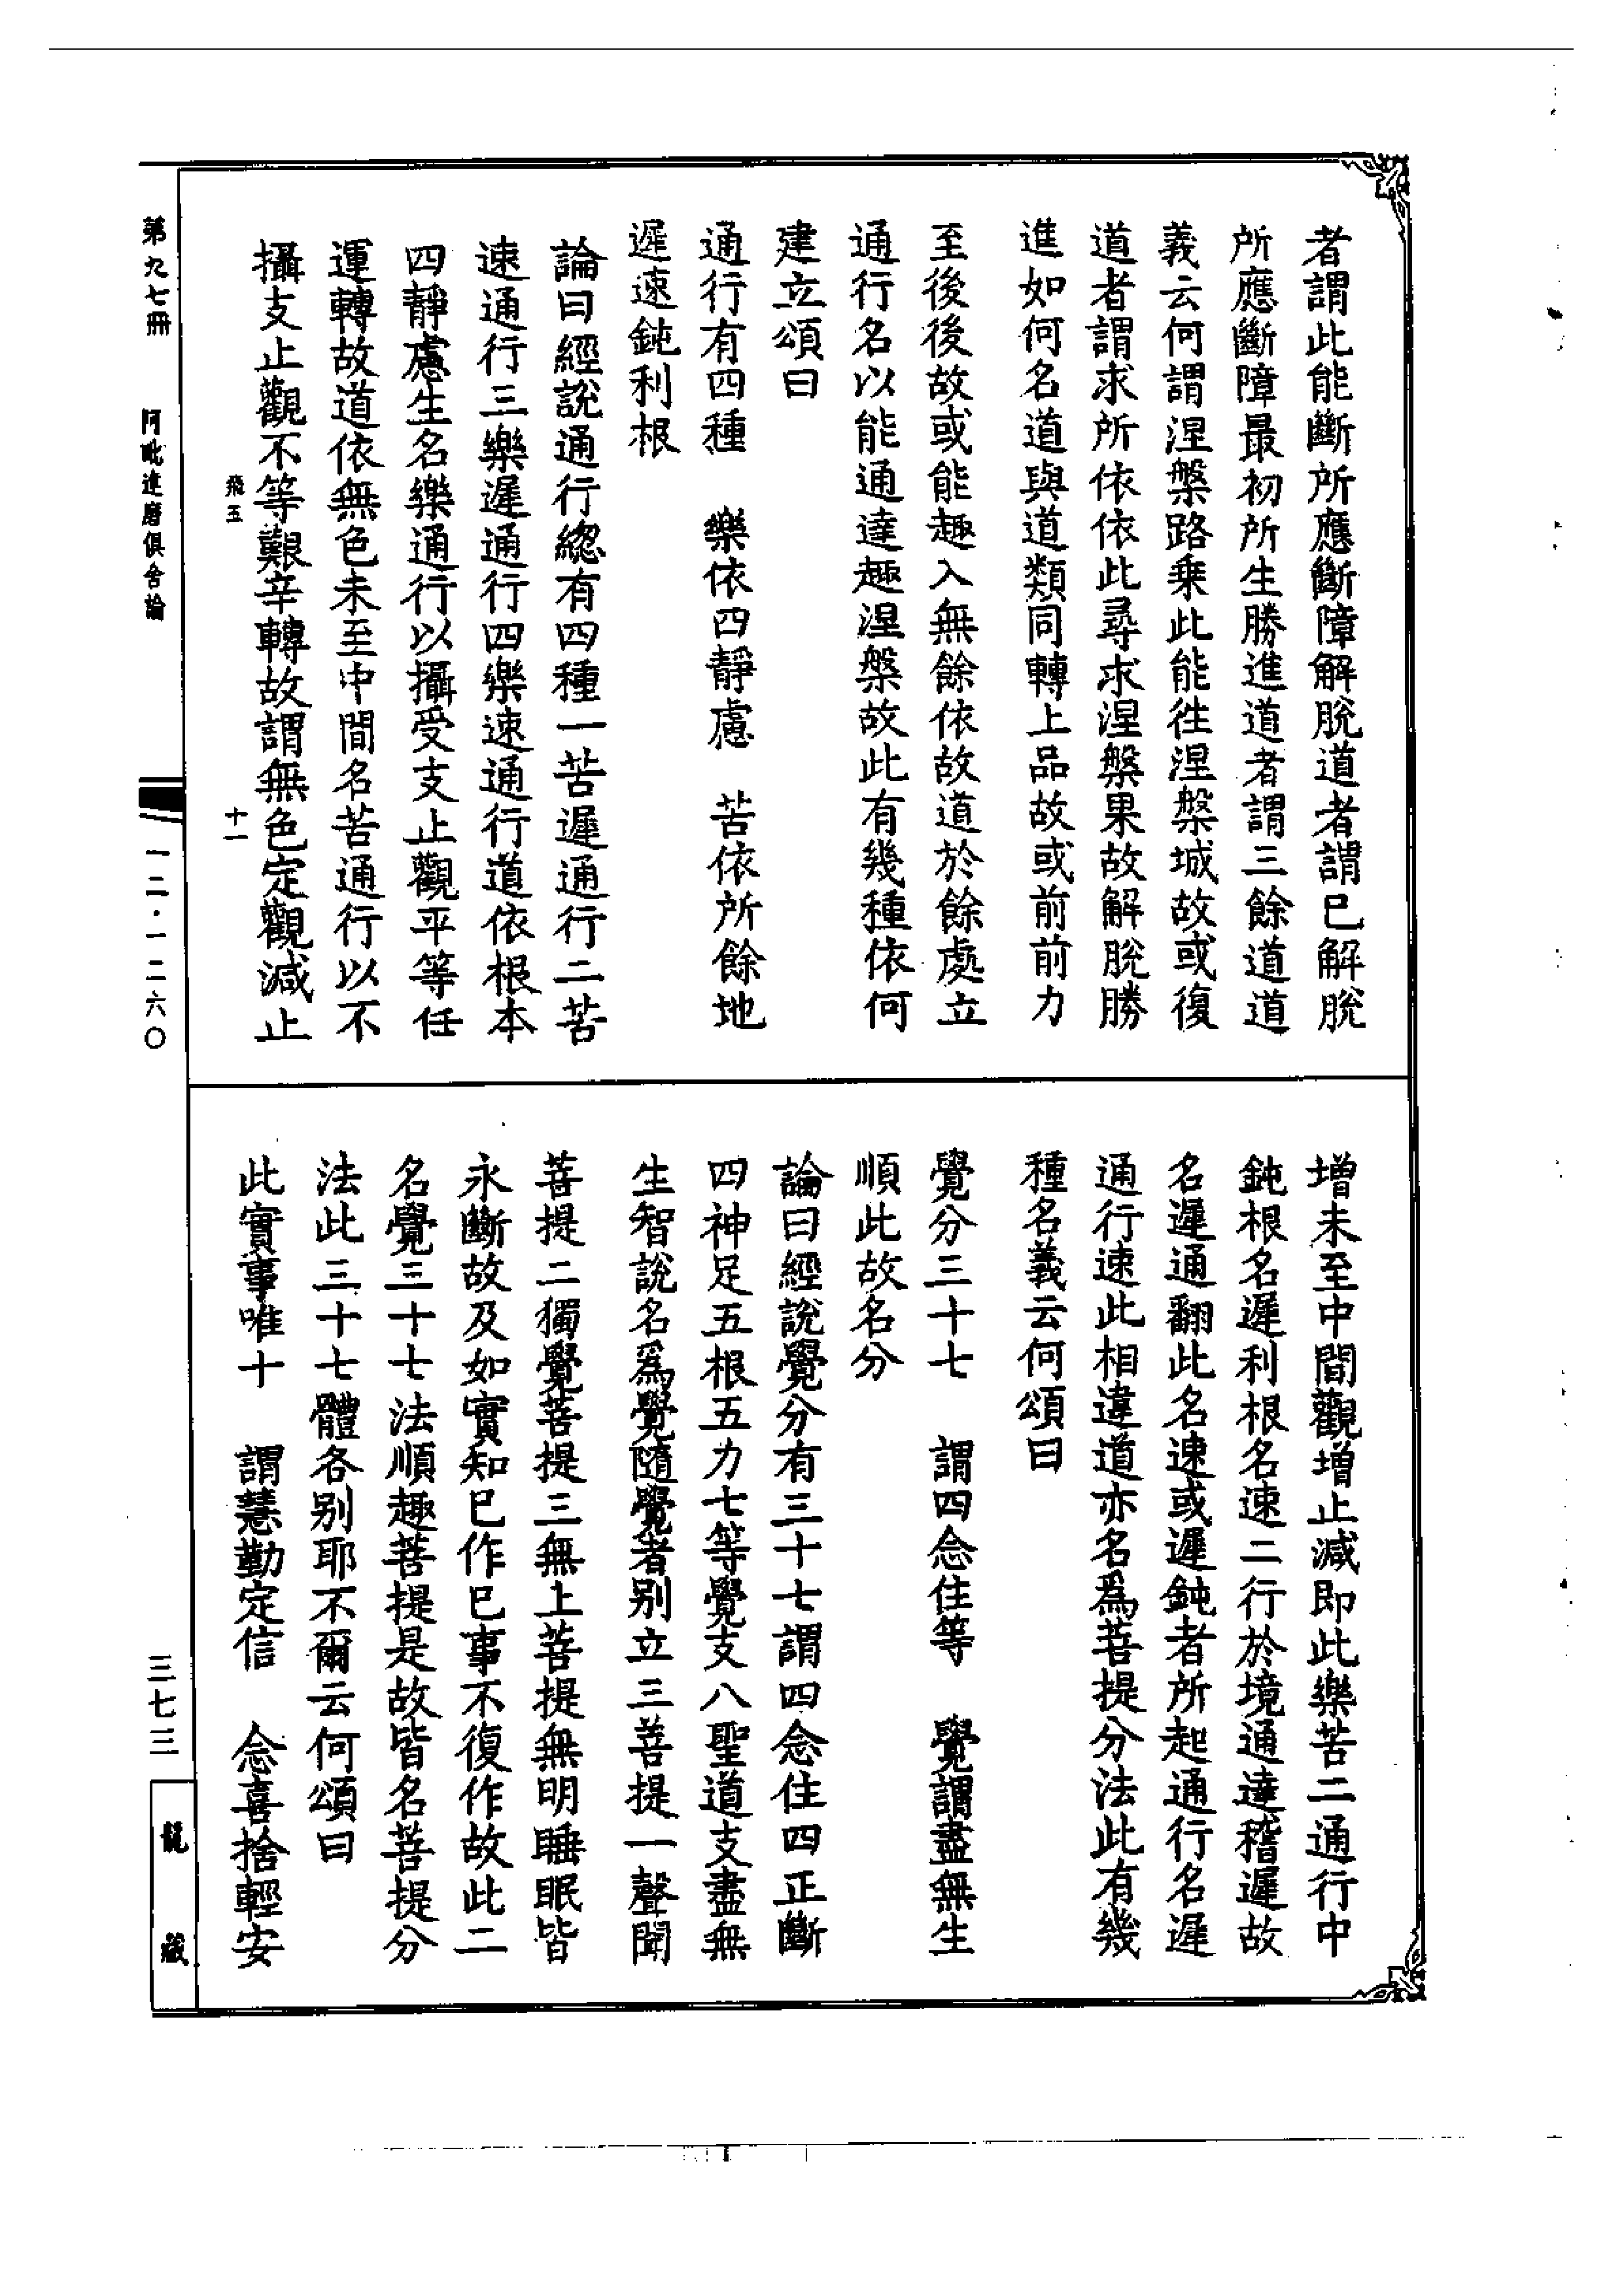 者謂此能斷所應斷障解脫道者謂已解脫
所應斷障最初所生勝進道者謂三餘道道
義云何謂涅槃路乘此能往涅槃城故或復
道者謂求所依依此尋求涅槃果故解脫勝
進如何名道與道類同轉上品故或前前力
至後後故或能趣入無餘依故道於餘處立
通行名以能通達趣涅槃故此有幾種依何
建立頌曰
通行有四種　樂依四靜慮　苦依所餘地
遲速鈍利根
論曰經說通行緫有四種一苦遲通行二苦
速通行三樂遲通行四樂速通行道依根本
四靜慮生名樂通行以攝受支止觀平等任
運轉故道依無色未至中間名苦通行以不
攝支止觀不等艱辛轉故謂無色定觀減止
飛五　十一
增未至中間觀增止減即此樂苦二通行中
鈍根名遲利根名速二行於境通達稽遲故
名遲通翻此名速或遲鈍者所起通行名遲
通行速此相違道亦名爲菩提分法此有幾
種名義云何頌曰
覺分三十七　謂四念住等　覺謂盡無生
順此故名分
論曰經說覺分有三十七謂四念住四正斷
四神足五根五力七等覺支八聖道支盡無
生智說名爲覺隨覺者別立三菩提一聲聞
菩提二獨覺菩提三無上菩提無明睡眠皆
永斷故及如實知已作已事不復作故此二
名覺三十七法順趣菩提是故皆名菩提分
法此三十七體各別耶不爾云何頌曰
此實事唯十　謂慧勤定信　念喜捨輕安
第九七冊　阿毗達磨俱舍論　一二·一二六〇　三七三　龍藏